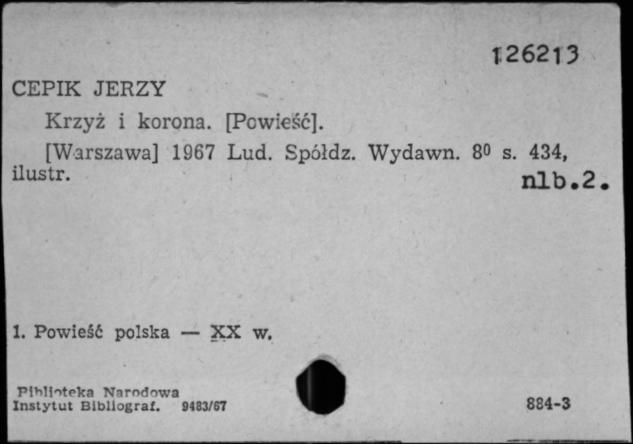 126213
CEPIK JERZY
Krzyż i korona. [Powieść].
[Warszawa] 1967 Lud. Spółdz. Wydawn. 8⁰ s. 434,
ilustr. nlb.2.
1. Powieść polska — XX w.
Biblioteka Narodowa
Instytut Bibliograf. 9483/67
884-3